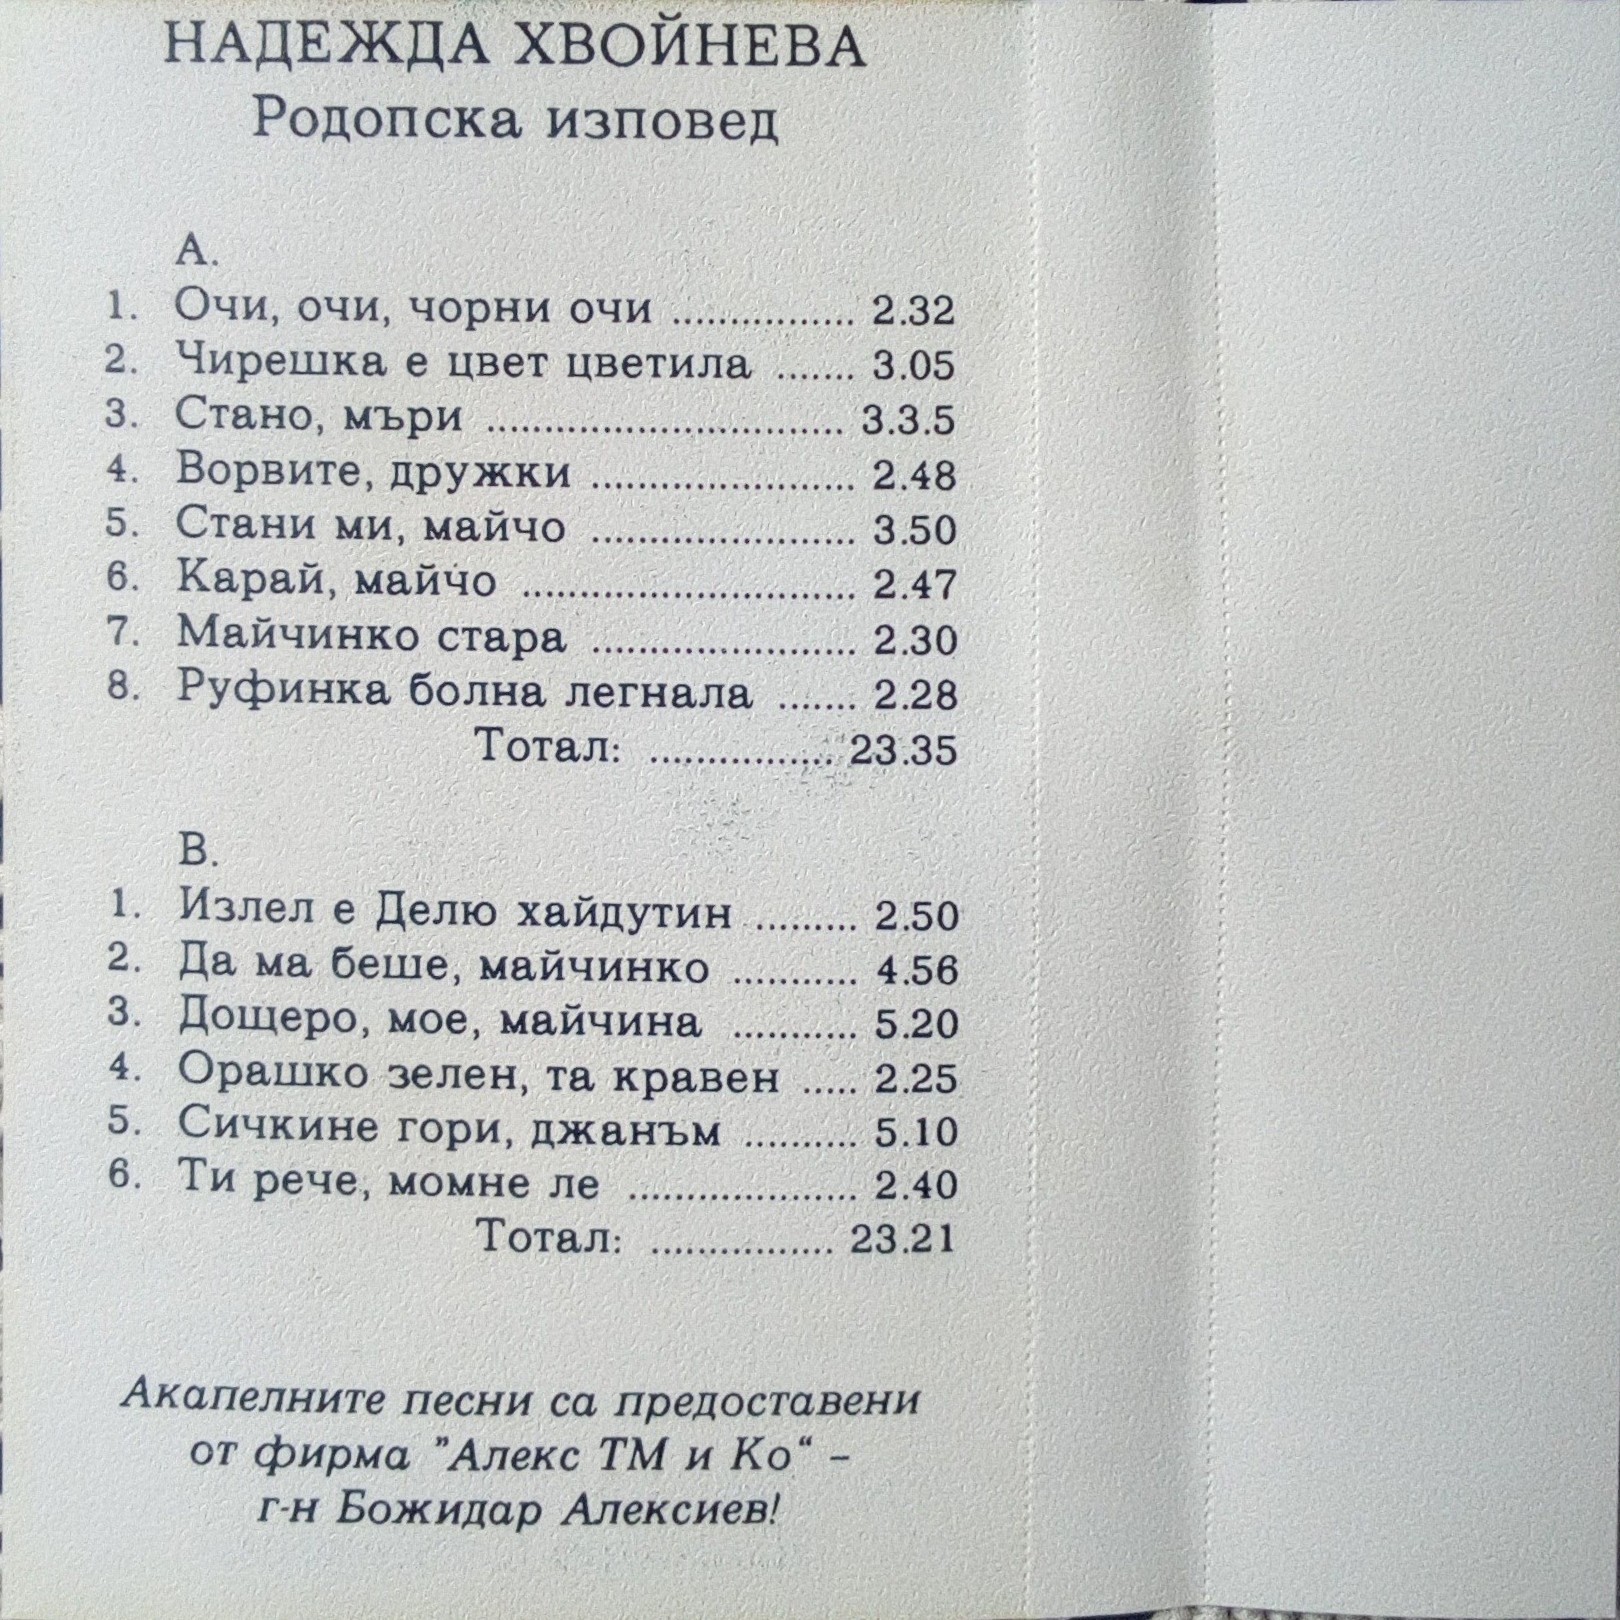 НАДЕЖДА ХВОЙНЕВА
Родопска изповед
А.
1. Очи, очи, чорни очи ................ 2.32
2. Чирешка е цвет цветила ....... 3.05
3. Стано, мъри ............................... 3.3.5
4. Ворвите, дружки ....................... 2.48
5. Стани ми, майчо ....................... 3.50
6. Карай, майчо ............................. 2.47
7. Майчинко стара ....................... 2.30
8. Руфинка болна легнала ....... 2.28
Тотал: ................ 23.35
В.
1. Излел е Делю хайдутин ......... 2.50
2. Да ма беше, майчинко ........... 4.56
3. Дощеро, мое, майчина ........... 5.20
4. Орашко зелен, та кравен ..... 2.25
5. Сичкине гори, джанъм .......... 5.10
6. Ти рече, момне ле .................... 2.40
Тотал: ................ 23.21
Акапелните песни са предоставени
от фирма "Алекс ТМ и Ко“ –
г-н Божидар Алексиев!